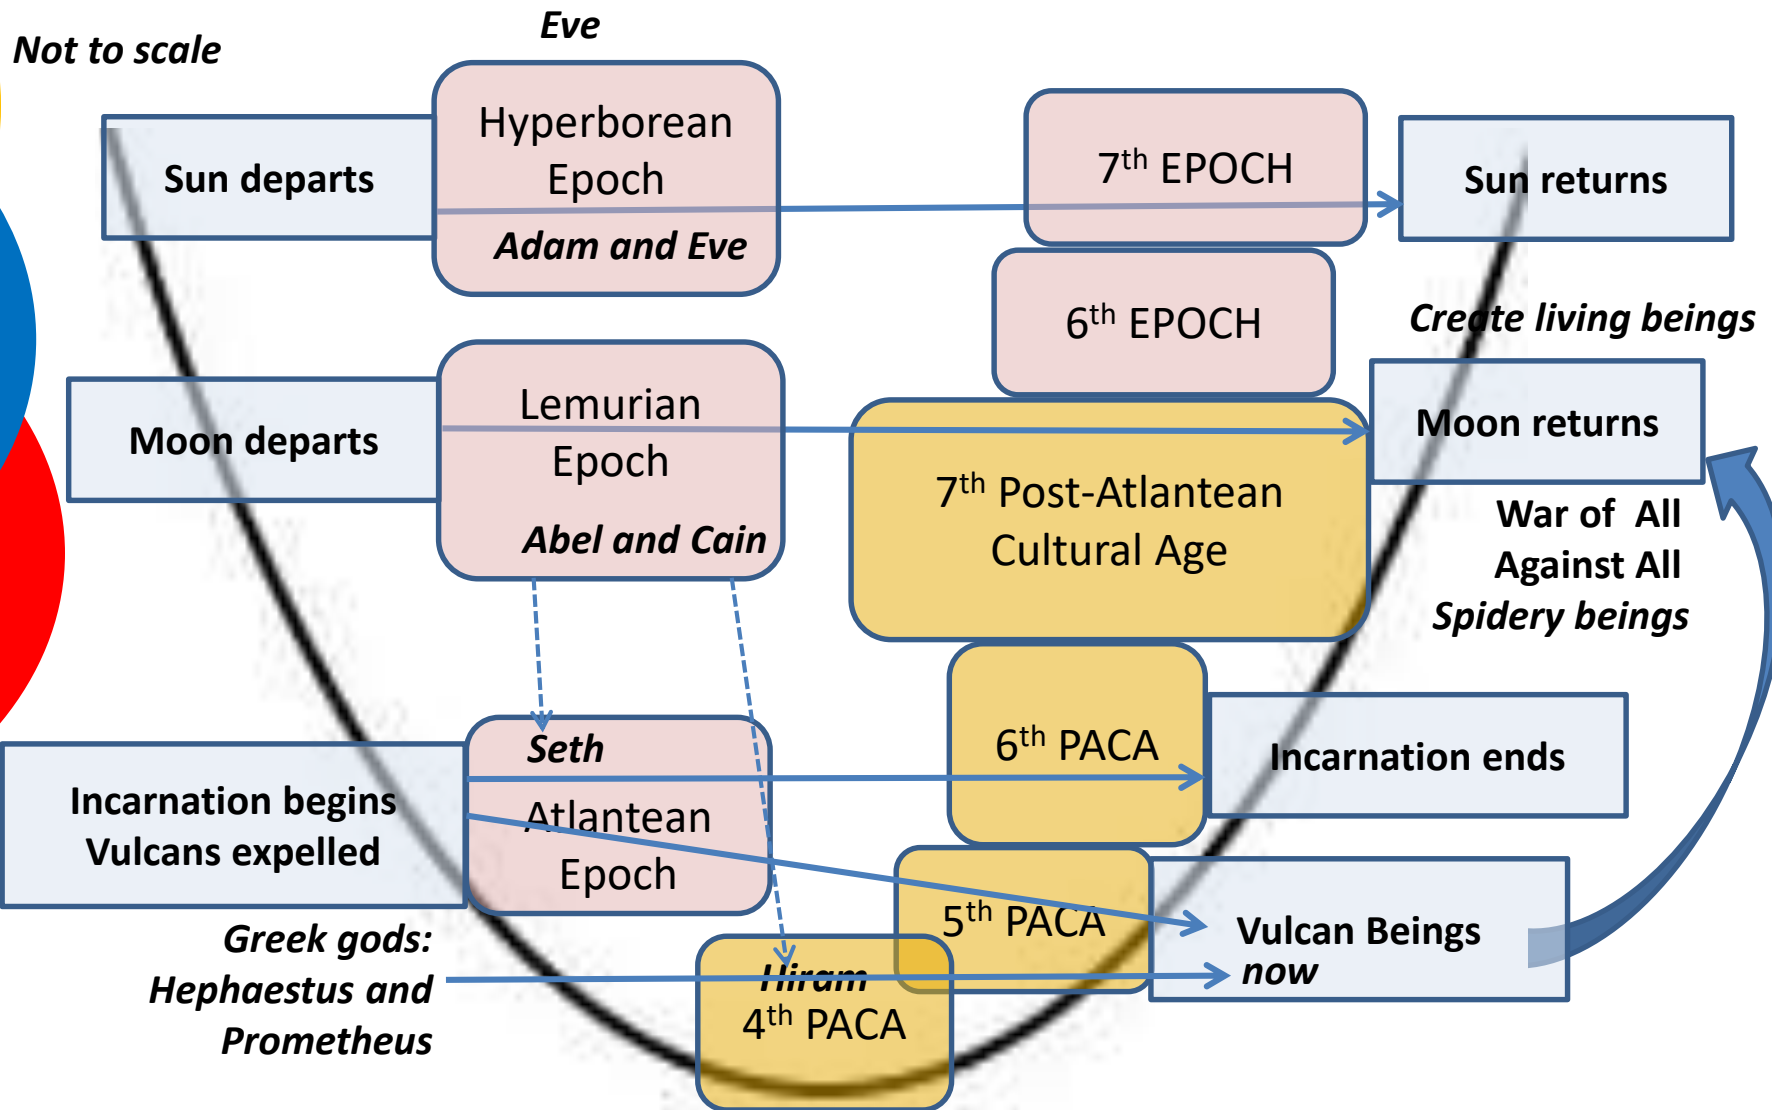 Eve
Not to scale
Hyperborean
Epoch
Adam and Eve
Sun departs
7th EPOCH
Sun returns
6th EPOCH
Create living beings
Lemurian
Epoch
Abel and Cain
Moon departs
Moon returns
7th Post-Atlantean
Cultural Age
War of All
Against All
Spidery beings
Seth
Atlantean
Epoch
6th PACA
Incarnation ends
Incarnation begins
Vulcans expelled
5th PACA
Vulcan Beings
now
Greek gods:
Hephaestus and
Prometheus
Hiram
4th PACA